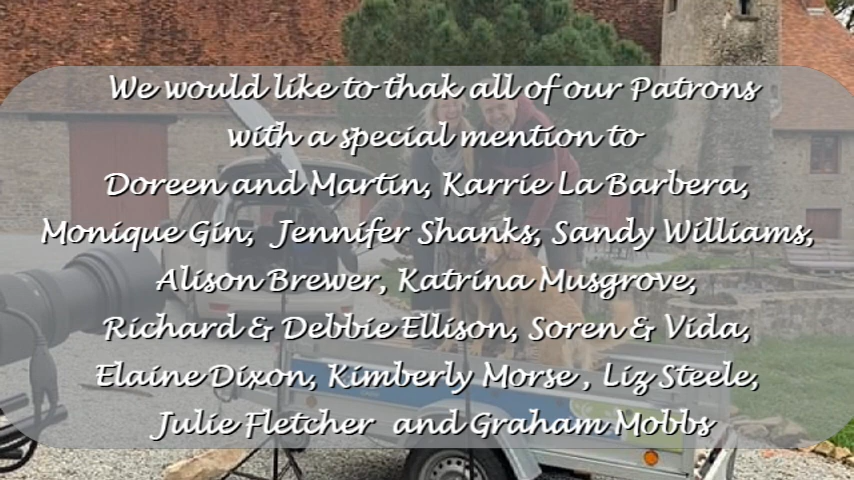 We would like to thak all of our Patrons
with a special mention to
Doreen and Martin, Karrie La Barbera,
Monique Gin, Jennifer Shanks, Sandy Williams,
Alison Brewer, Katrina Musgrove,
Richard & Debbie Ellison, Soren & Vida,
Elaine Dixon, Kimberly Morse , Liz Steele,
Julie Fletcher and Graham Mobbs